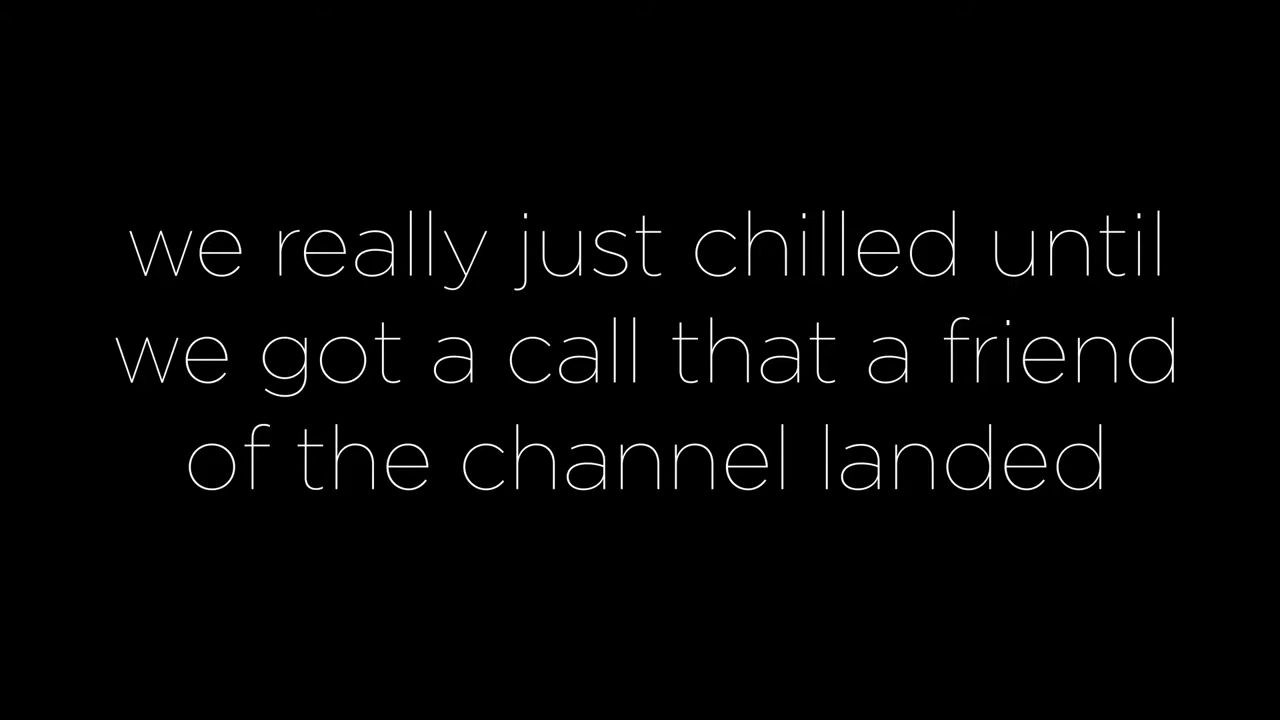 we really just chilled until
we got a call that a friend
of the channel landed